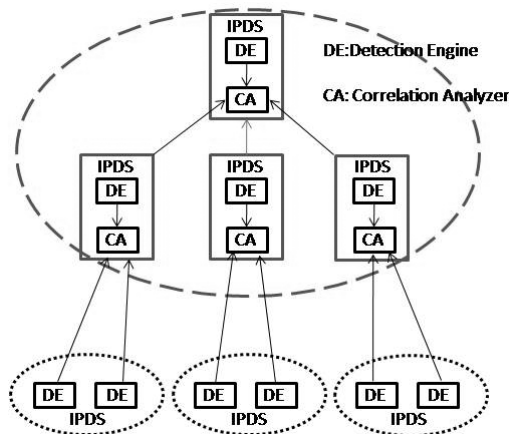 IPDS
DE
CA
DE:Detection Engine
CA: Correlation Analyzer
IPDS
DE
CA
IPDS
DE
CA
IPDS
DE
CA
DE DE
IPDS
DE DE
IPDS
DE DE
IPDS